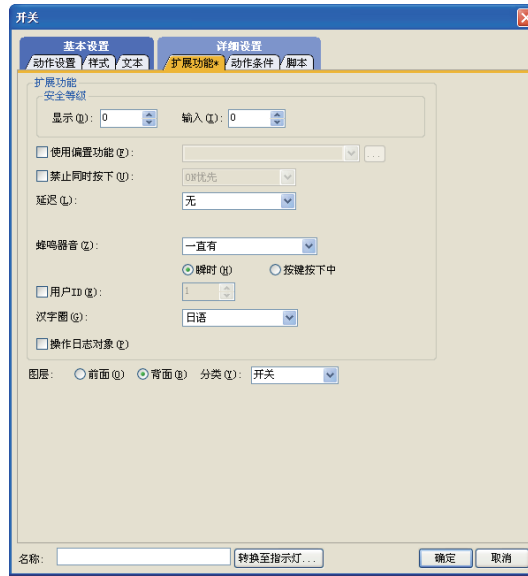 开关
基本设置 详细设置
动作设置 样式 文本 扩展功能* 动作条件 脚本
扩展功能
安全等级
显示(D): 0 输入(I): 0
使用偏置功能(F): ...
禁止同时按下(U): ON优先
延迟(L): 无
蜂鸣器音(Z): 一直有
瞬时(H) 按键按下中
用户ID(E): 1
汉字圈(G): 日语
操作日志对象(P)
图层: 前面(O) 背面(B) 分类(Y): 开关
名称: 转换至指示灯... 确定 取消